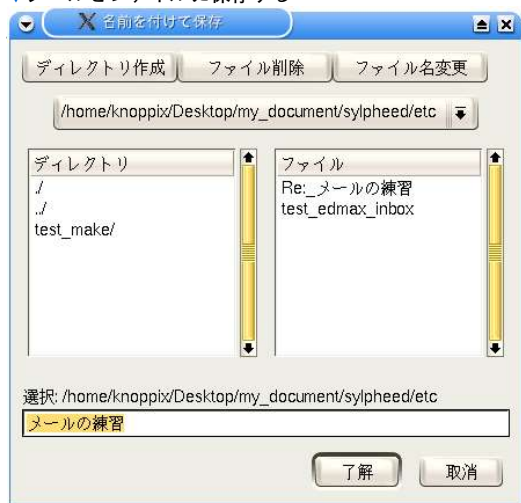 名前を付けて保存
ディレクトリ作成 ファイル削除 ファイル名変更
/home/knoppix/Desktop/my_document/sylpheed/etc
ディレクトリ ファイル
./ Re:_メールの練習
../ test_edmax_inbox
test_make/
選択: /home/knoppix/Desktop/my_document/sylpheed/etc
メールの練習
了解 取消